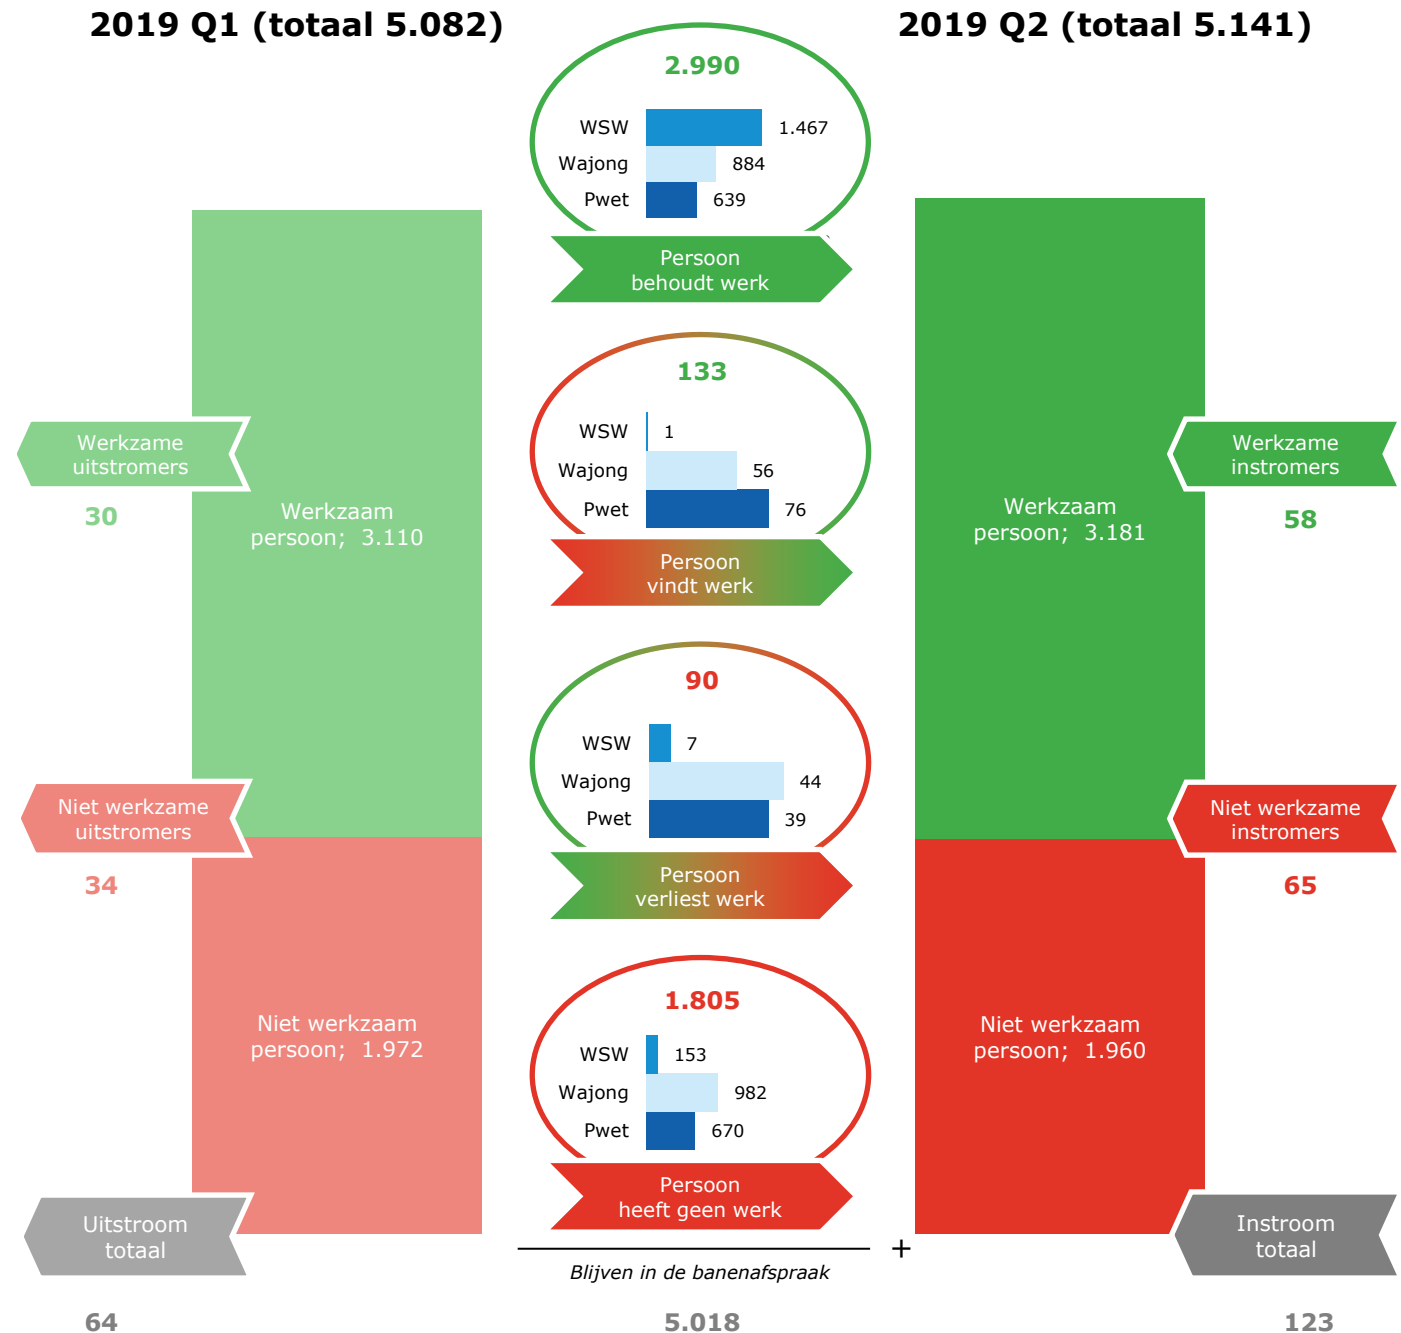 2019 Q1 (totaal 5.082)
2019 Q2 (totaal 5.141)
2.990
WSW 1.467
Wajong 884
Pwet 639
Persoon
behoudt werk
133
WSW 1
Wajong 56
Pwet 76
Persoon
vindt werk
90
WSW 7
Wajong 44
Pwet 39
Persoon
verliest werk
1.805
WSW 153
Wajong 982
Pwet 670
Persoon
heeft geen werk
Werkzame
uitstromers
30
Werkzaam
persoon; 3.110
Niet werkzame
uitstromers
34
Niet werkzaam
persoon; 1.972
Uitstroom
totaal
64
Werkzaam
persoon; 3.181
Werkzame
instromers
58
Niet werkzame
instromers
65
Niet werkzaam
persoon; 1.960
Instroom
totaal
123
+
Blijven in de banenafspraak
5.018